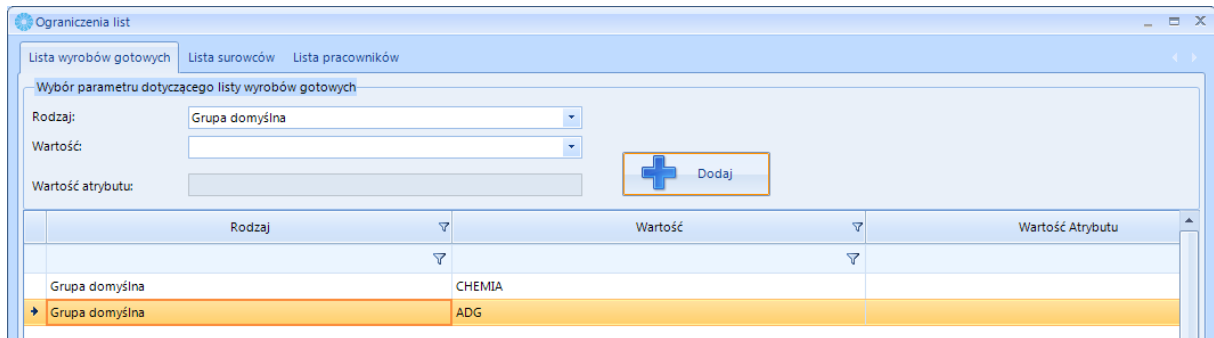 Ograniczenia list
Lista wyrobów gotowych Lista surowców Lista pracowników
Wybór parametru dotyczącego listy wyrobów gotowych
Rodzaj: Grupa domyślna
Wartość:
Dodaj
Wartość atrybutu:
Rodzaj Wartość Wartość Atrybutu
Grupa domyślna CHEMIA
Grupa domyślna ADG